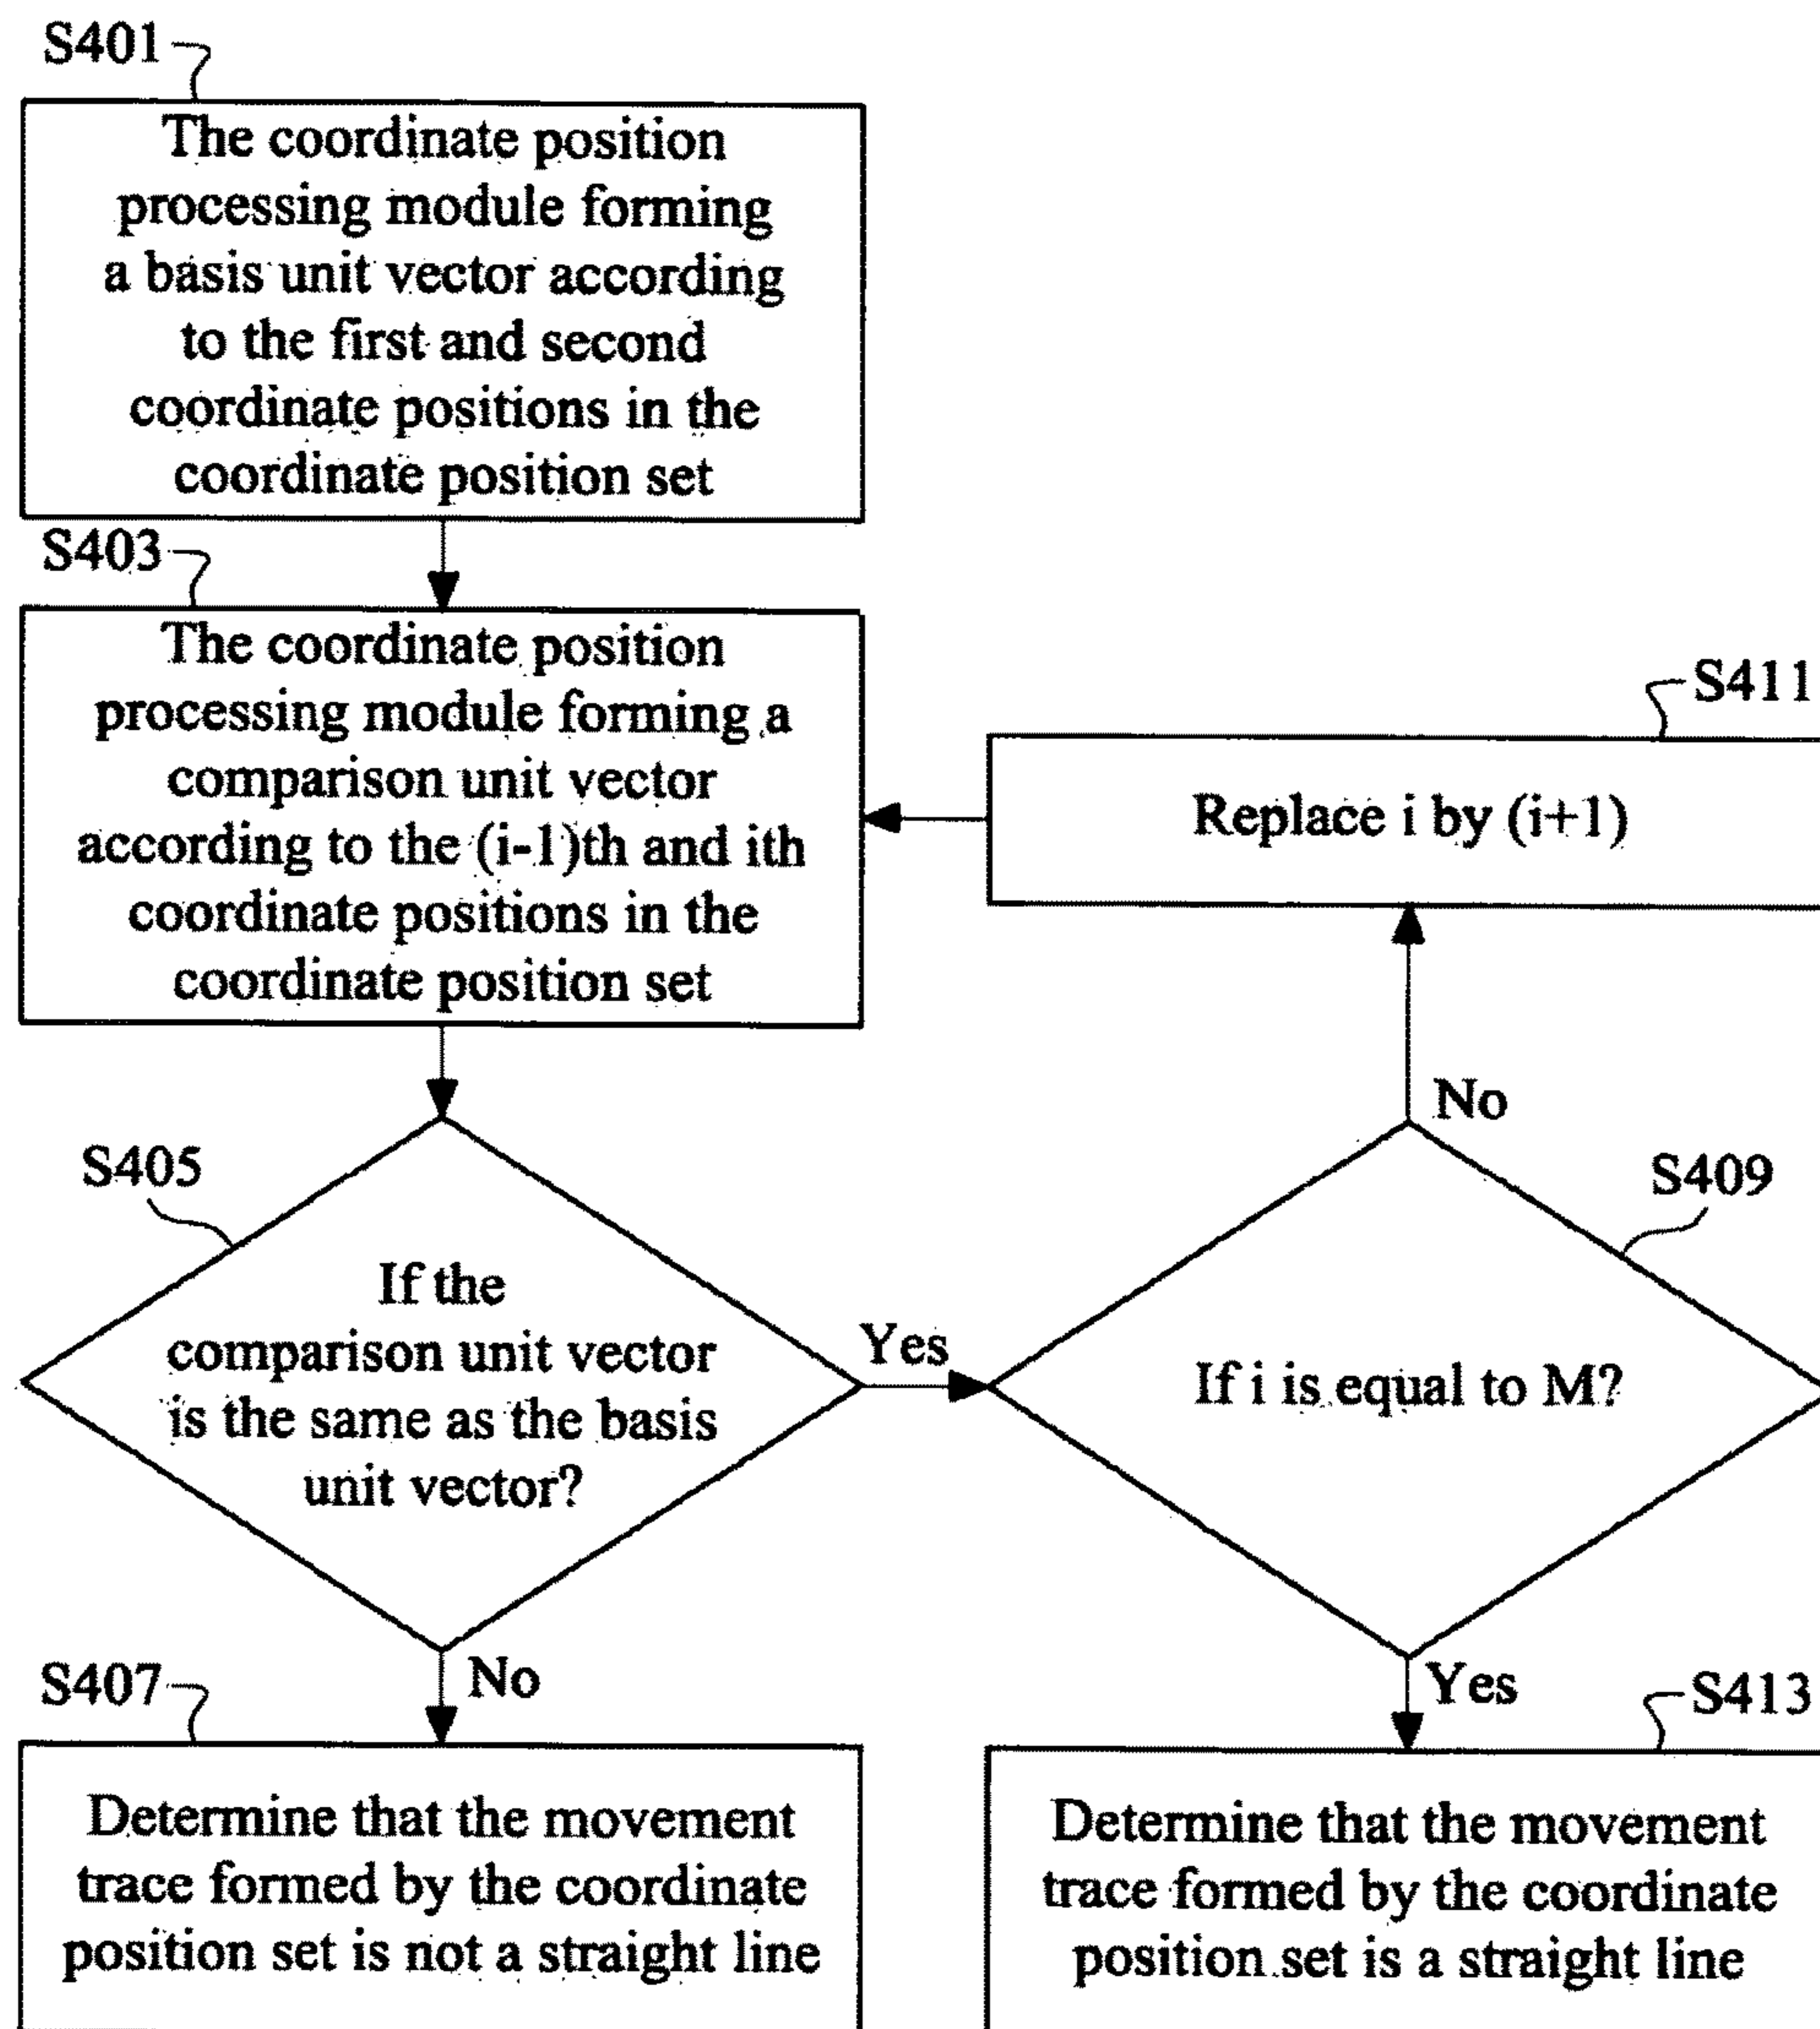 S401
The coordinate position
processing module forming
a basis unit vector according
to the first and second
coordinate positions in the
coordinate position set
S403
The coordinate position
processing module forming a
comparison unit vector
according to the (i-1)th and ith
coordinate positions in the
coordinate position set
S411
Replace i by (i+1)
S405
If the
comparison unit vector
is the same as the basis
unit vector?
Yes
No
S409
If i is equal to M?
No
Yes
S407
Determine that the movement
trace formed by the coordinate
position set is not a straight line
S413
Determine that the movement
trace formed by the coordinate
position set is a straight line